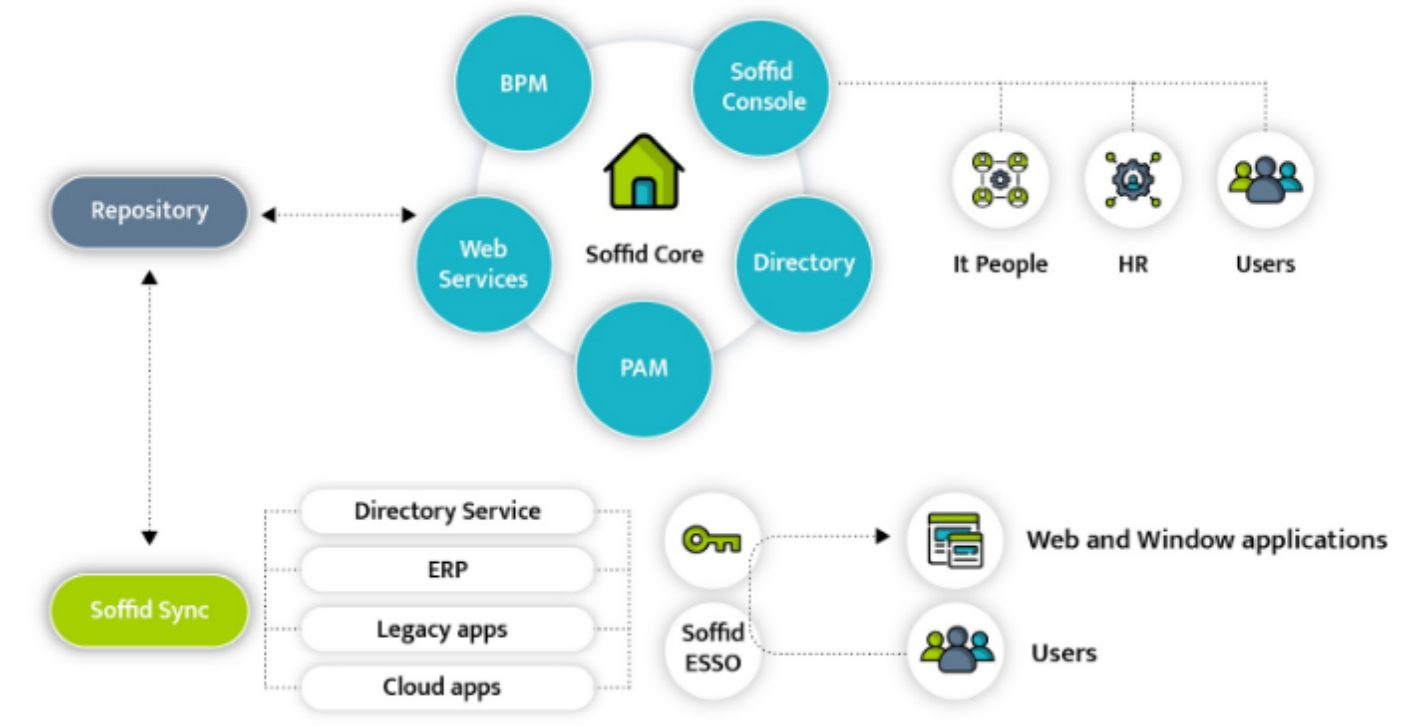 BPM
Soffid
Console
Repository
Web
Services
Soffid Core
Directory
It People
HR
Users
PAM
Directory Service
ERP
Legacy apps
Cloud apps
Soffid Sync
Soffid
ESSO
Web and Window applications
Users